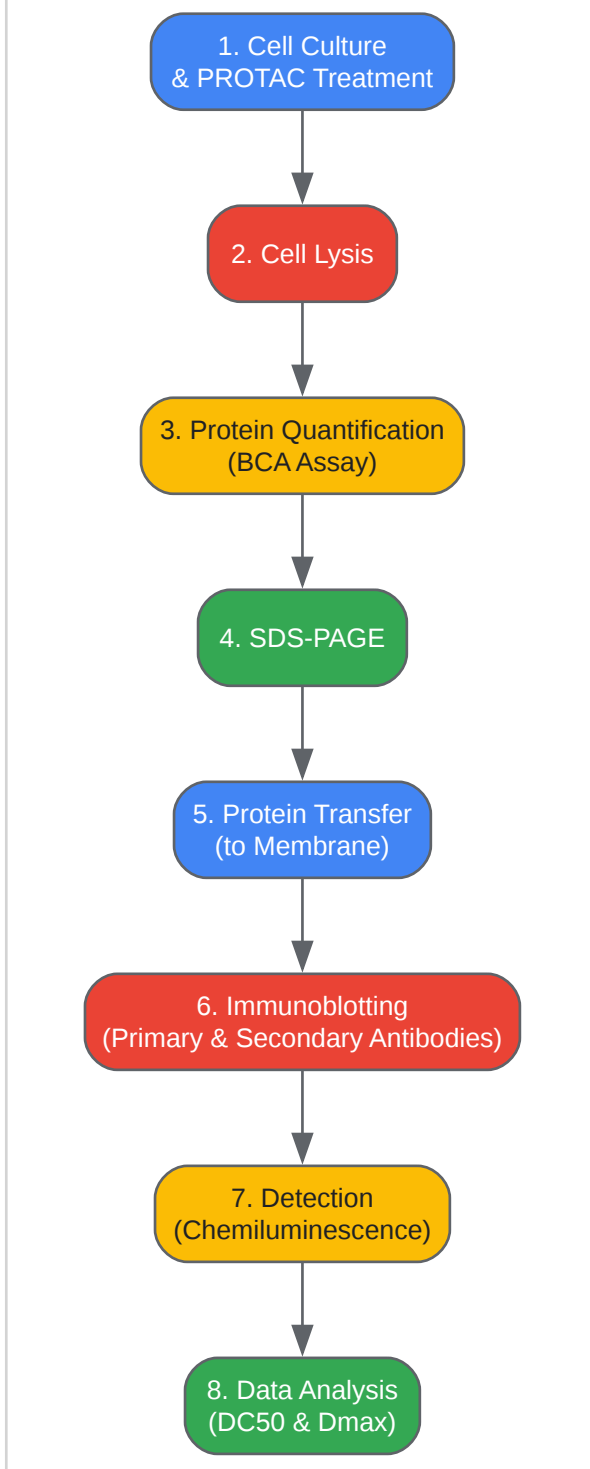 1. Cell Culture
& PROTAC Treatment
2. Cell Lysis
3. Protein Quantification
(BCA Assay)
4. SDS-PAGE
5. Protein Transfer
(to Membrane)
6. Immunoblotting
(Primary & Secondary Antibodies)
7. Detection
(Chemiluminescence)
8. Data Analysis
(DC50 & Dmax)